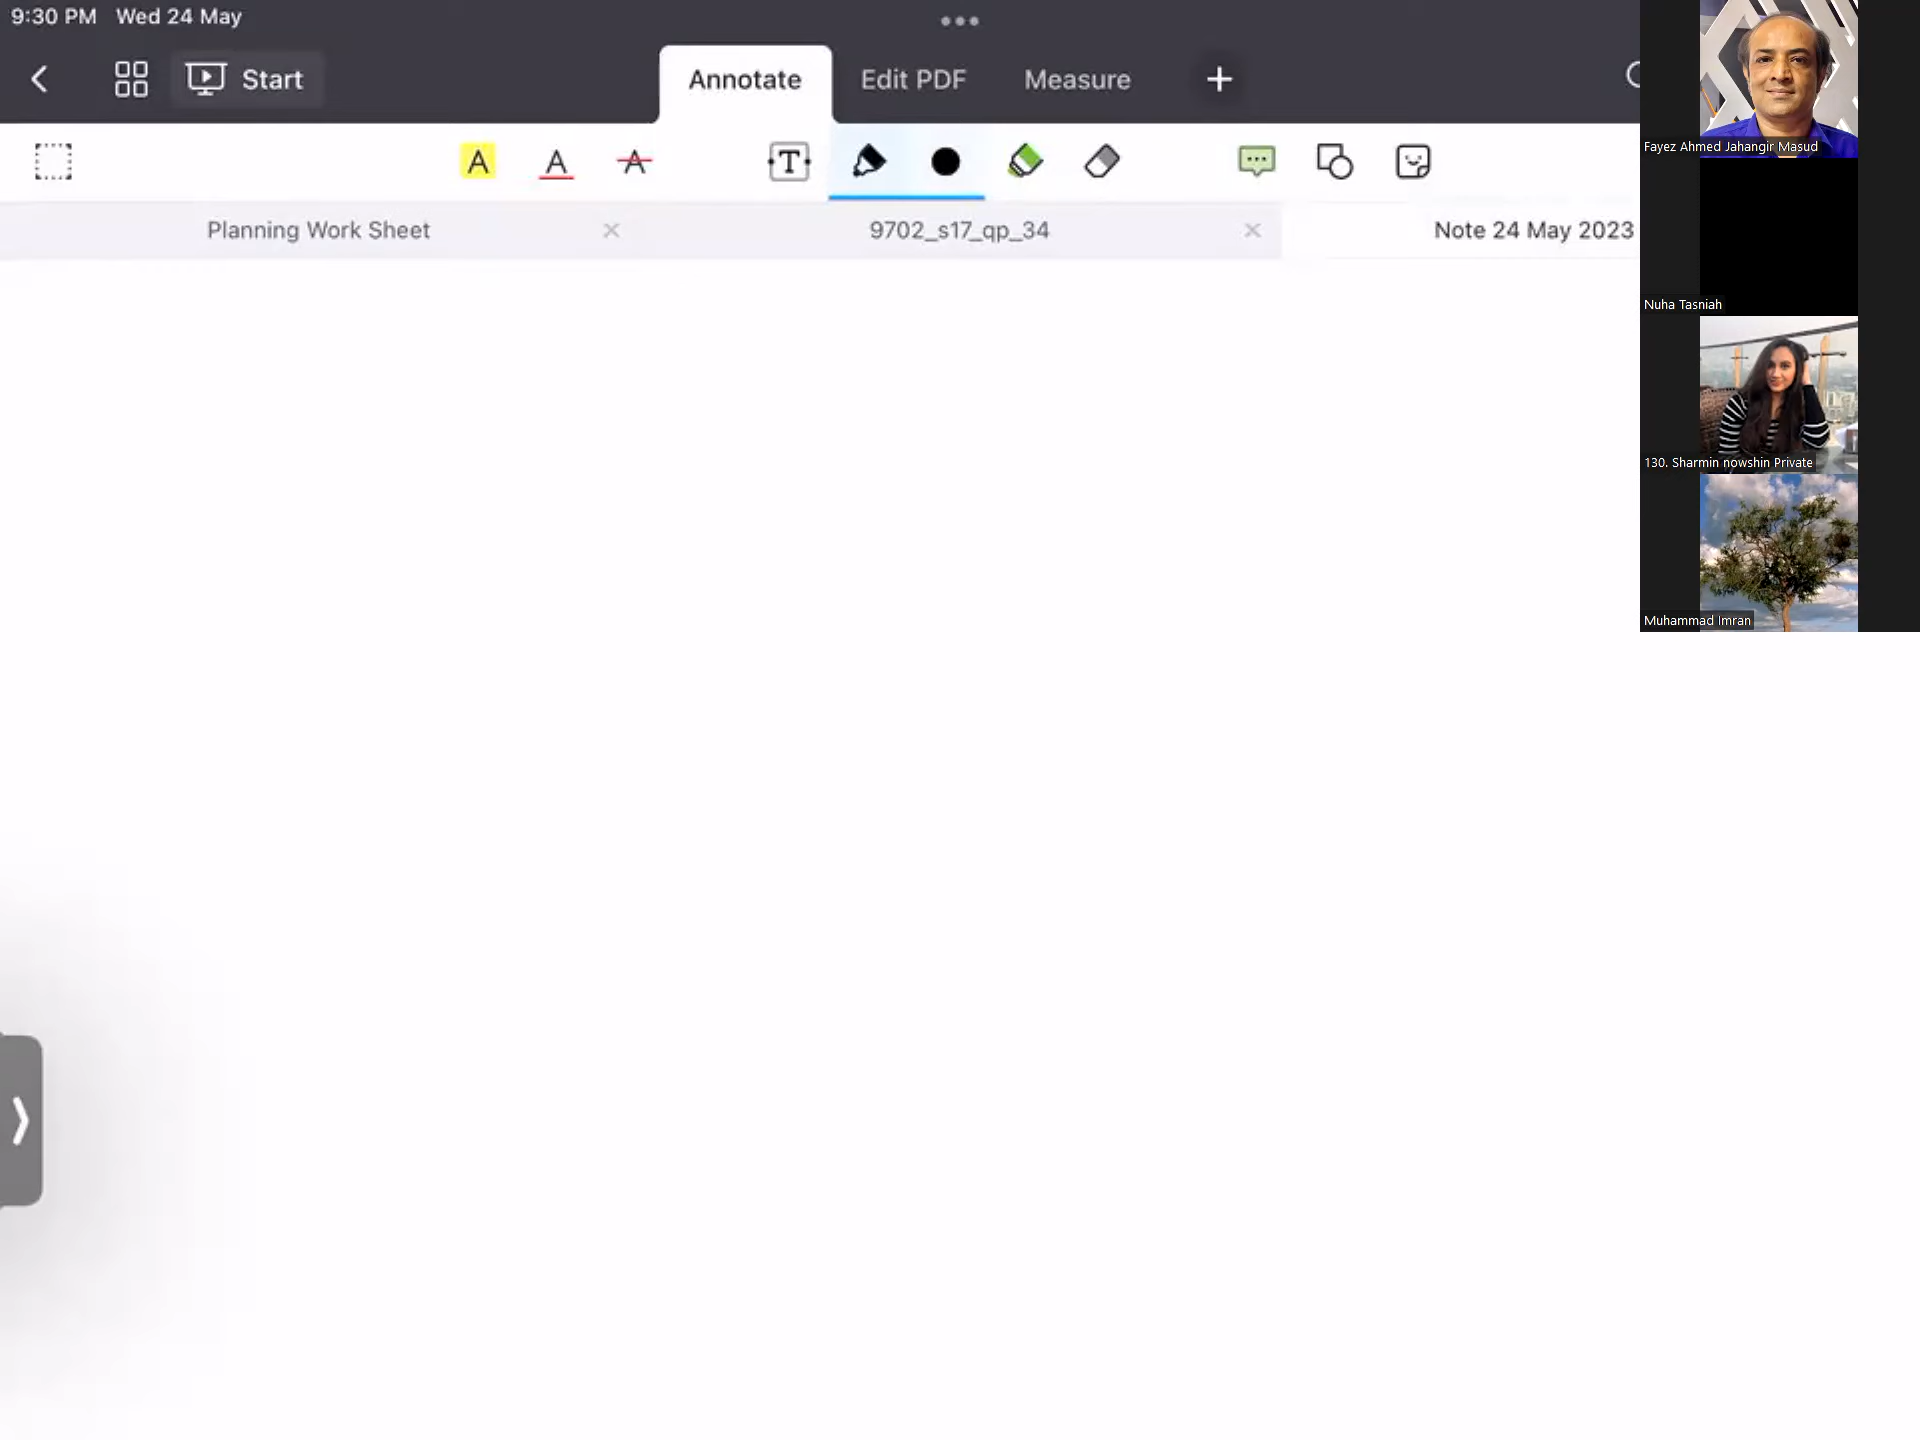 9:30 PM Wed 24 May
Start
Annotate
Edit PDF
Measure
A A A T
Planning Work Sheet
9702_s17_qp_34
Note 24 May 2023
Fayez Ahmed Jahangir Masud
Nuha Tasniah
130. Sharmin nowshin Private
Muhammad Imran